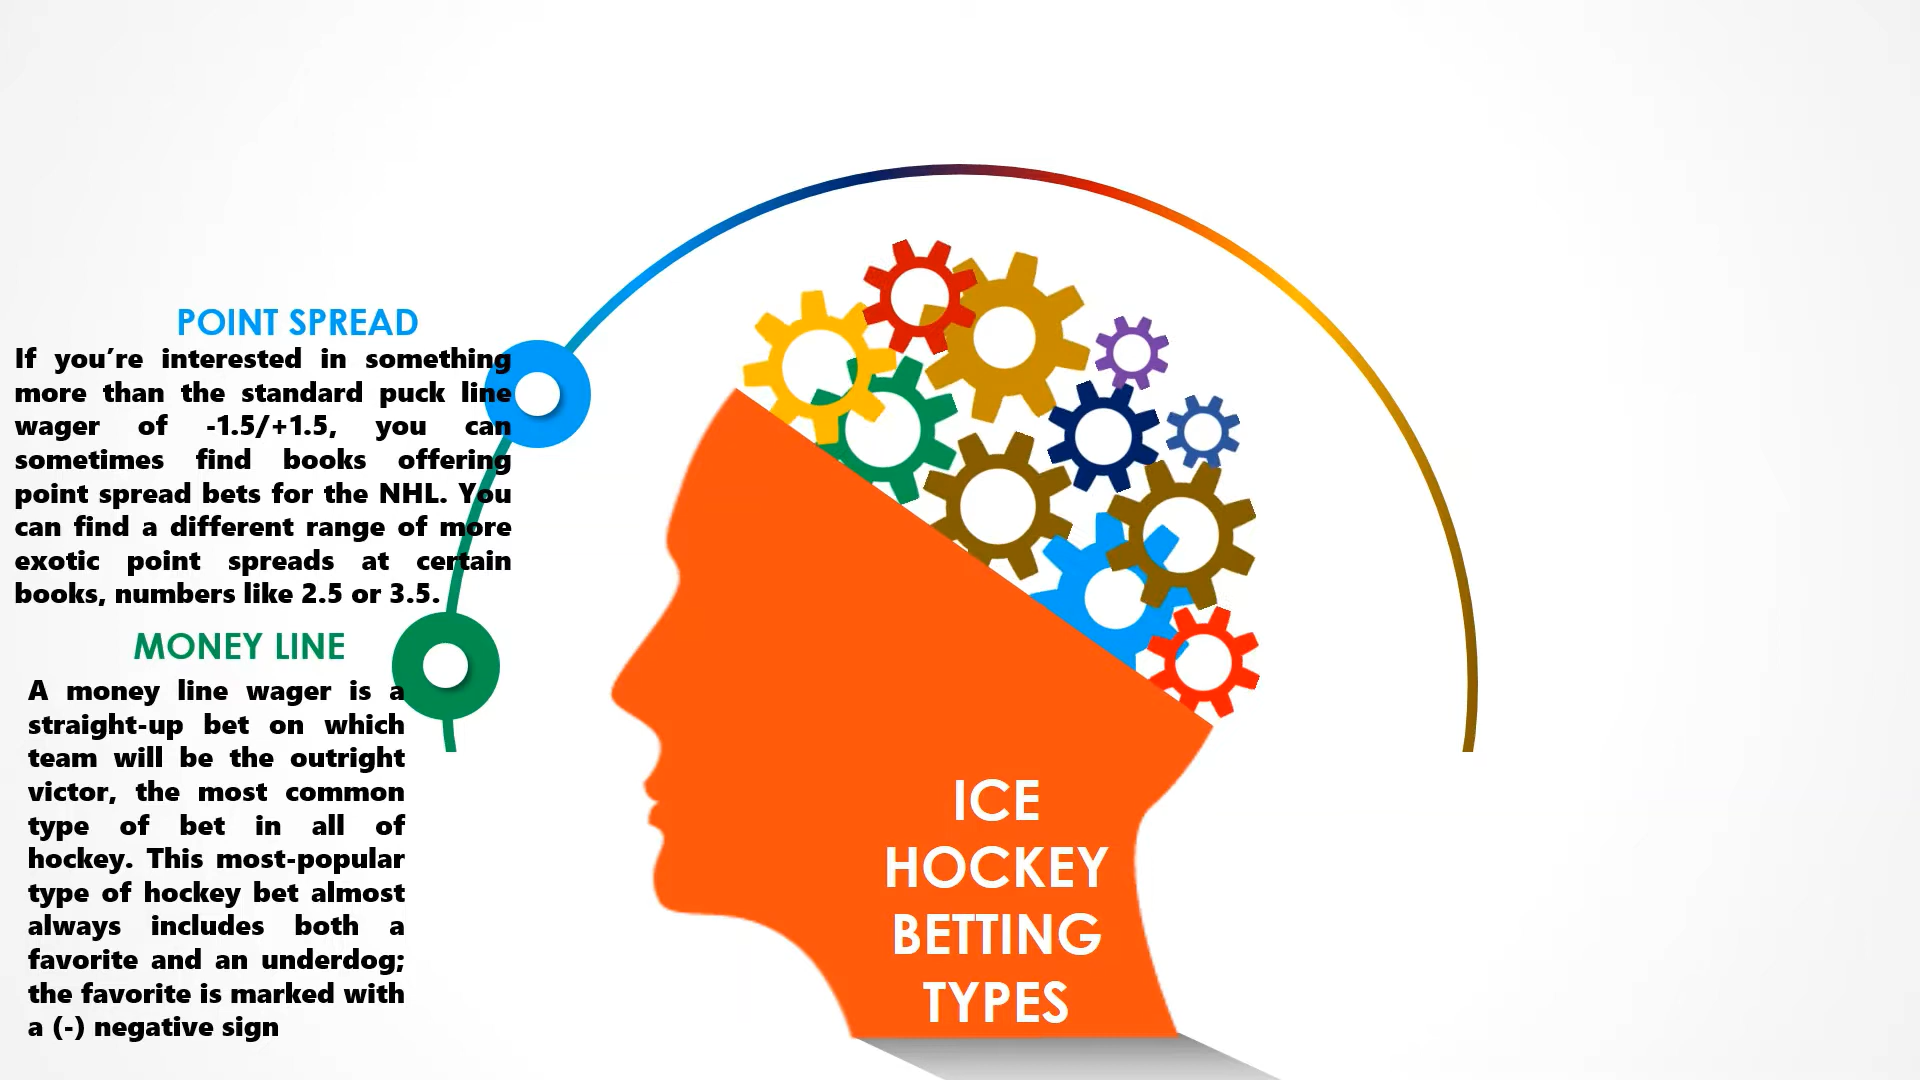 POINT SPREAD
If you’re interested in something
more than the standard puck line
wager of -1.5/+1.5, you can
sometimes find books offering
point spread bets for the NHL. You
can find a different range of more
exotic point spreads at certain
books, numbers like 2.5 or 3.5.
MONEY LINE
A money line wager is a
straight-up bet on which
team will be the outright
victor, the most common
type of bet in all of
hockey. This most-popular
type of hockey bet almost
always includes both a
favorite and an underdog;
the favorite is marked with
a (-) negative sign
ICE
HOCKEY
BETTING
TYPES